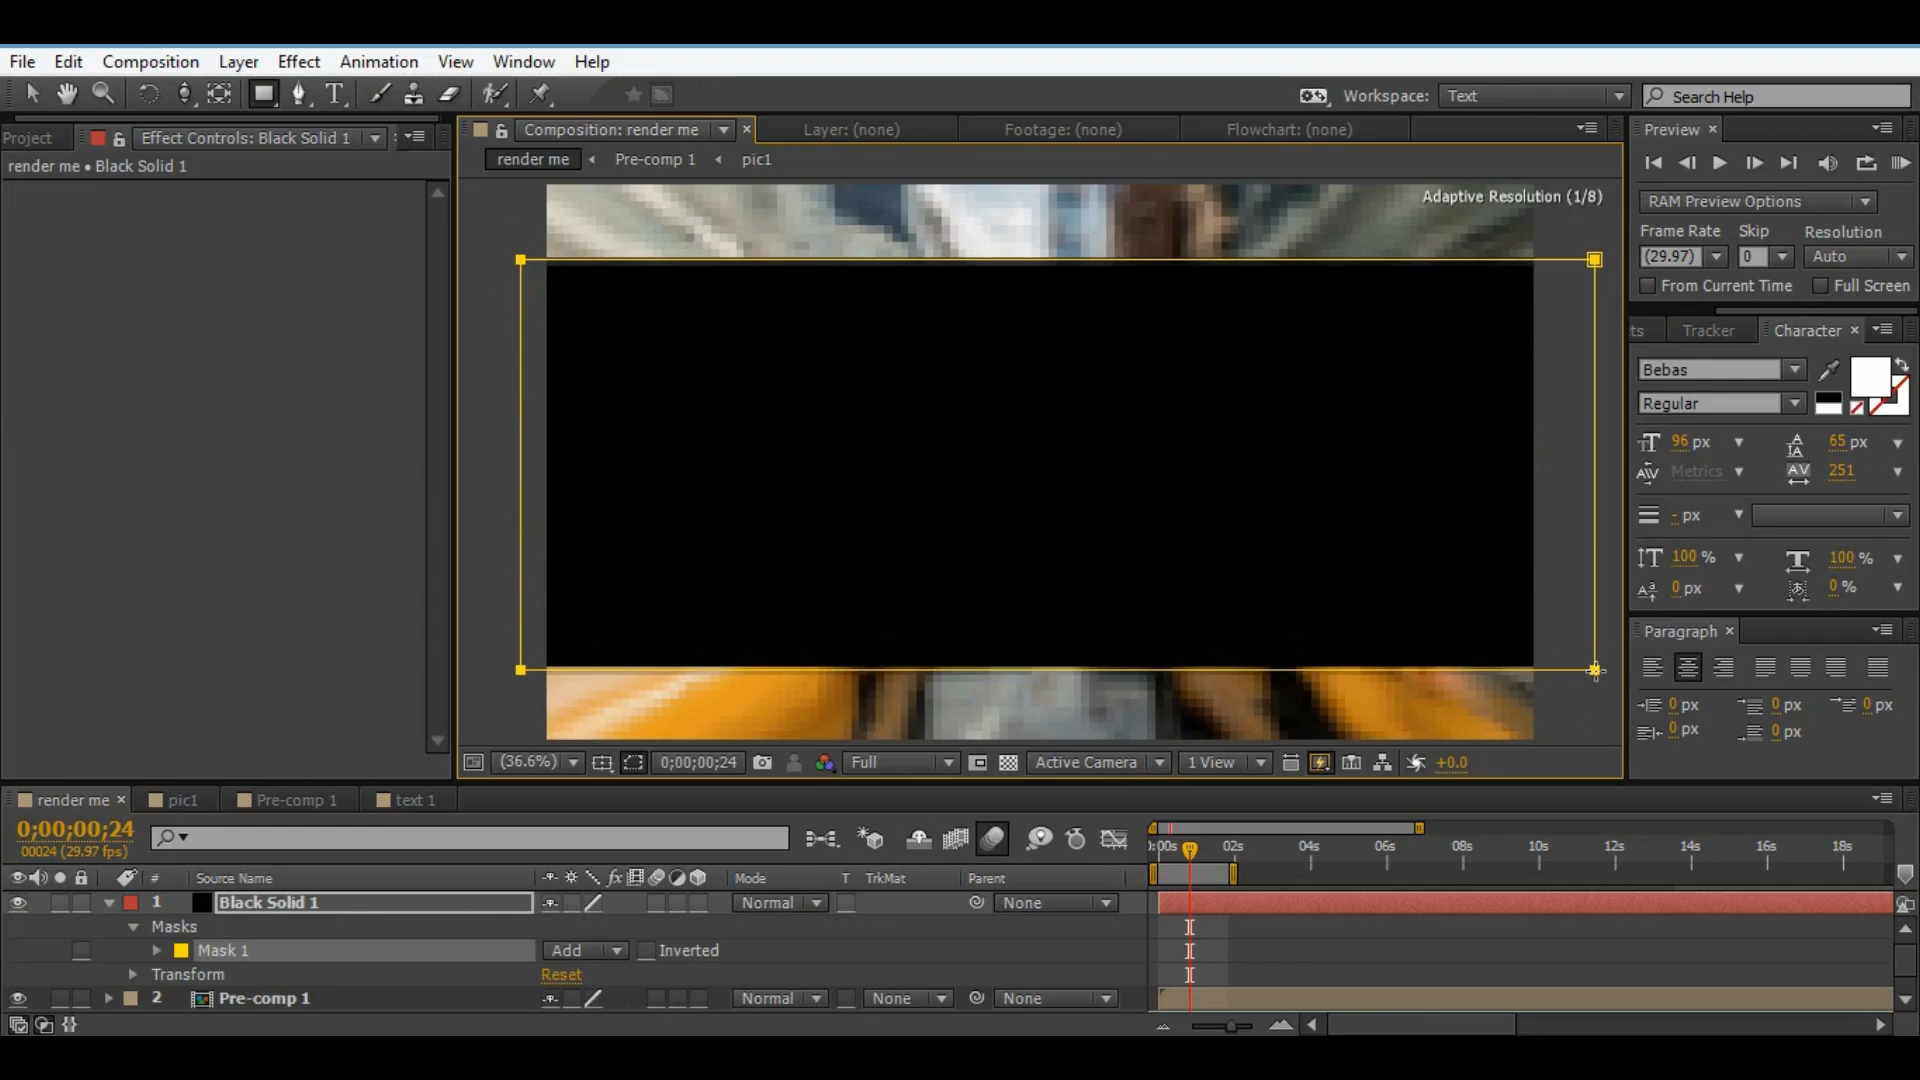 File Edit Composition Layer Effect Animation View Window Help
T Workspace: Text Search Help
Project Effect Controls: Black Solid 1
render me • Black Solid 1
Composition: render me Layer: (none) Footage: (none) Flowchart: (none)
render me Pre-comp 1 pic1
Adaptive Resolution (1/8)
Preview
RAM Preview Options
Frame Rate Skip Resolution
(29.97) 0 Auto
From Current Time Full Screen
ts Tracker Character
Bebas
Regular
96 px 65 px
Metrics 251
- px
100 % 100 %
0 px 0 %
Paragraph
0 px 0 px 0 px
0 px 0 px
(36.6%) 0;00;00;24 Full Active Camera 1 View +0.0
render me pic1 Pre-comp 1 text 1
0;00;00;24
00024 (29.97 fps)
):00s 02s 04s 06s 08s 10s 12s 14s 16s 18s
# Source Name fx Mode T TrkMat Parent
1 Black Solid 1 Normal None
Masks
Mask 1 Add Inverted
Transform Reset
2 Pre-comp 1 Normal None None